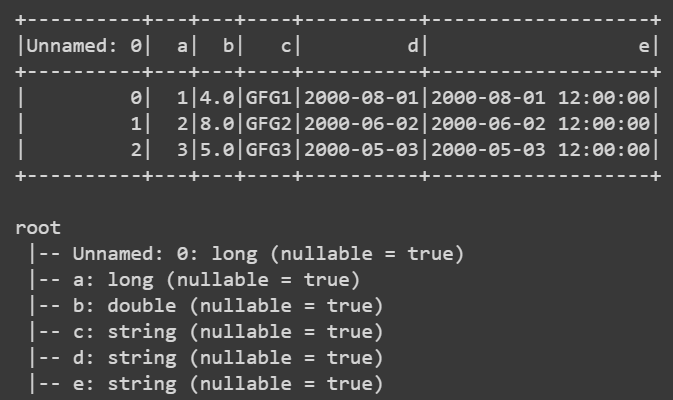 +----------+---+---+----+----------+-------------------+
|Unnamed: 0|  a|  b|   c|         d|                  e|
+----------+---+---+----+----------+-------------------+
|         0|  1|4.0|GFG1|2000-08-01|2000-08-01 12:00:00|
|         1|  2|8.0|GFG2|2000-06-02|2000-06-02 12:00:00|
|         2|  3|5.0|GFG3|2000-05-03|2000-05-03 12:00:00|
+----------+---+---+----+----------+-------------------+
root
 |-- Unnamed: 0: long (nullable = true)
 |-- a: long (nullable = true)
 |-- b: double (nullable = true)
 |-- c: string (nullable = true)
 |-- d: string (nullable = true)
 |-- e: string (nullable = true)